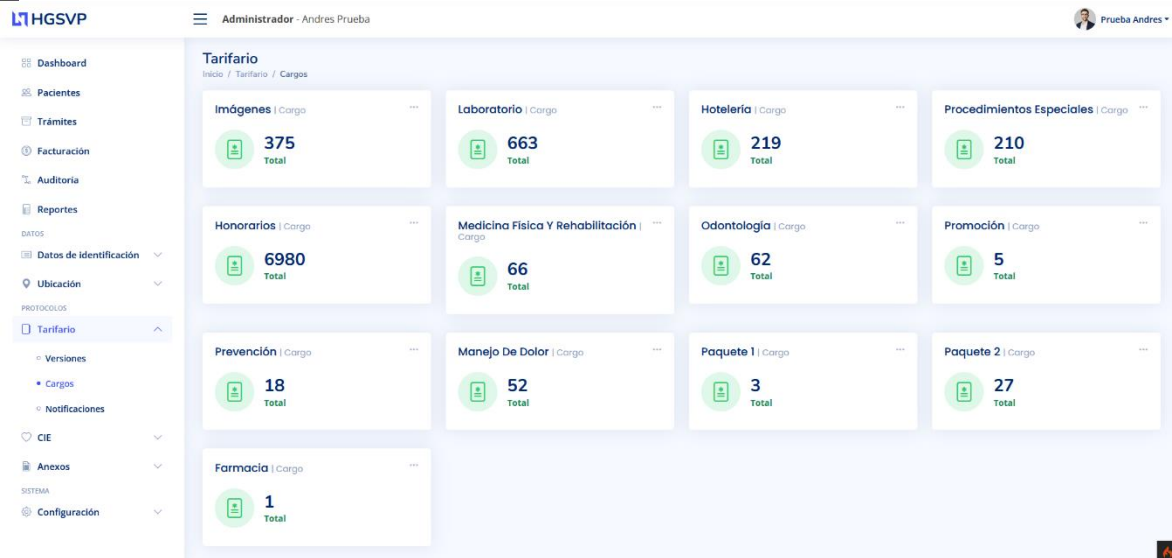 HGSVP
Administrador - Andres Prueba
Prueba Andres
Dashboard
Pacientes
Trámites
Facturación
Auditoría
Reportes
DATOS
Datos de identificación
Ubicación
PROTOCOLOS
Tarifario
Versiones
Cargos
Notificaciones
CIE
Anexos
SISTEMA
Configuración
Tarifario
Inicio / Tarifario / Cargos
Imágenes | Cargo
375
Total
Laboratorio | Cargo
663
Total
Hotelería | Cargo
219
Total
Procedimientos Especiales | Cargo
210
Total
Honorarios | Cargo
6980
Total
Medicina Física Y Rehabilitación |
Cargo
66
Total
Odontología | Cargo
62
Total
Promoción | Cargo
5
Total
Prevención | Cargo
18
Total
Manejo De Dolor | Cargo
52
Total
Paquete 1 | Cargo
3
Total
Paquete 2 | Cargo
27
Total
Farmacia | Cargo
1
Total